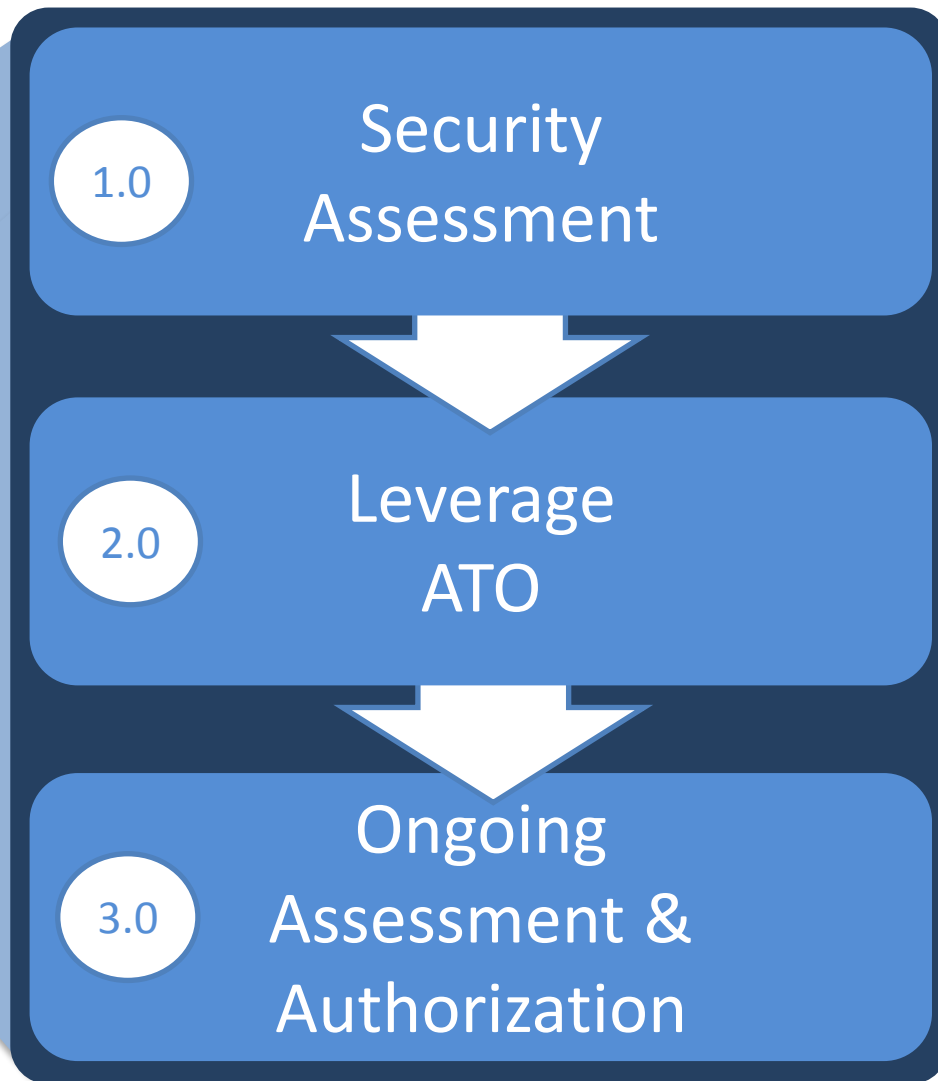 1.0
Security
Assessment
2.0
Leverage
ATO
3.0
Ongoing
Assessment &
Authorization